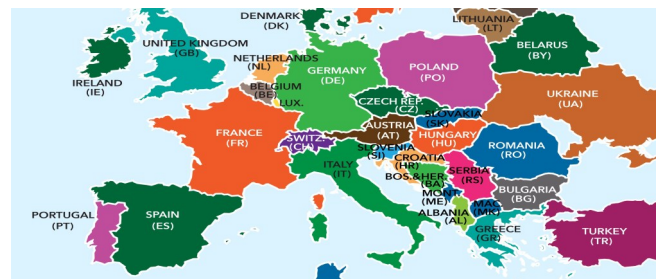 DENMARK
(DK)
LITHUANIA
(LT)
UNITED KINGDOM
(GB)
NETHERLANDS
(NL)
BELARUS
(BY)
IRELAND
(IE)
GERMANY
(DE)
POLAND
(PO)
BELGIUM
(BE)
LUX.
UKRAINE
(UA)
CZECH REP.
(CZ)
SLOVAKIA
(SK)
FRANCE
(FR)
SWITZ.
(CH)
AUSTRIA
(AT)
HUNGARY
(HU)
SLOVENIA
(SI)
ROMANIA
(RO)
ITALY
(IT)
CROATIA
(HR)
BOS.&HER.
(BA)
SERBIA
(RS)
MONT.
(ME)
BULGARIA
(BG)
PORTUGAL
(PT)
SPAIN
(ES)
ALBANIA
(AL)
MAC.
(MK)
GREECE
(GR)
TURKEY
(TR)